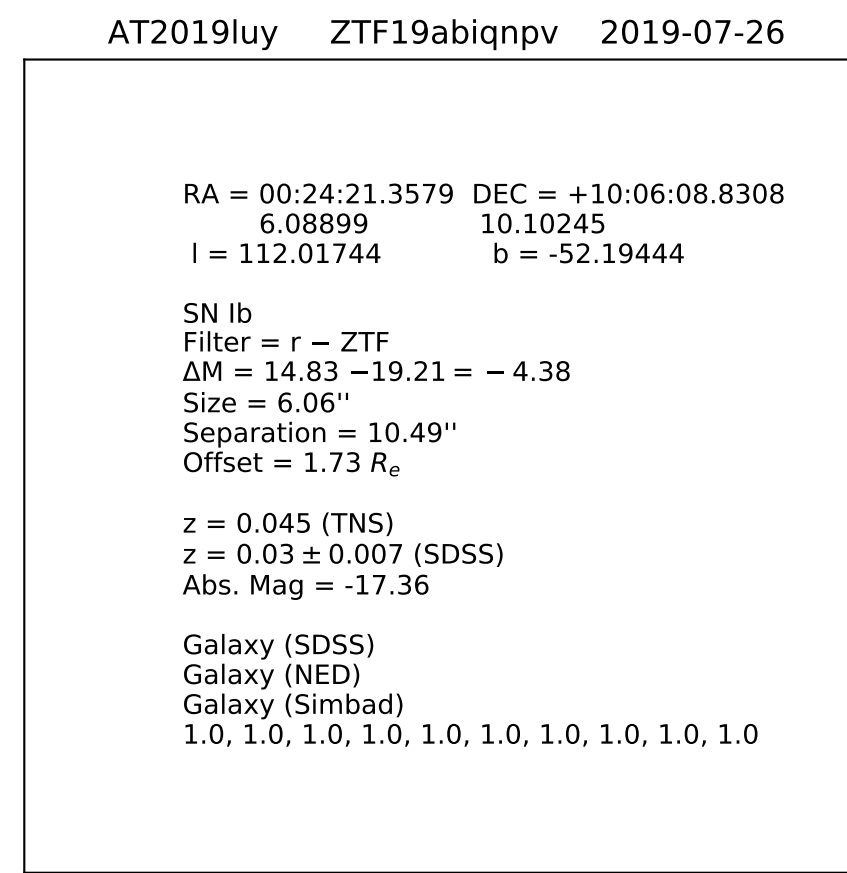 AT2019luy ZTF19abiqnpv 2019-07-26
RA = 00:24:21.3579 DEC = +10:06:08.8308
6.08899 10.10245
l = 112.01744 b = -52.19444
SN Ib
Filter = r − ZTF
ΔM = 14.83 −19.21 = − 4.38
Size = 6.06''
Separation = 10.49''
Offset = 1.73 Rₑ
z = 0.045 (TNS)
z = 0.03 ± 0.007 (SDSS)
Abs. Mag = -17.36
Galaxy (SDSS)
Galaxy (NED)
Galaxy (Simbad)
1.0, 1.0, 1.0, 1.0, 1.0, 1.0, 1.0, 1.0, 1.0, 1.0